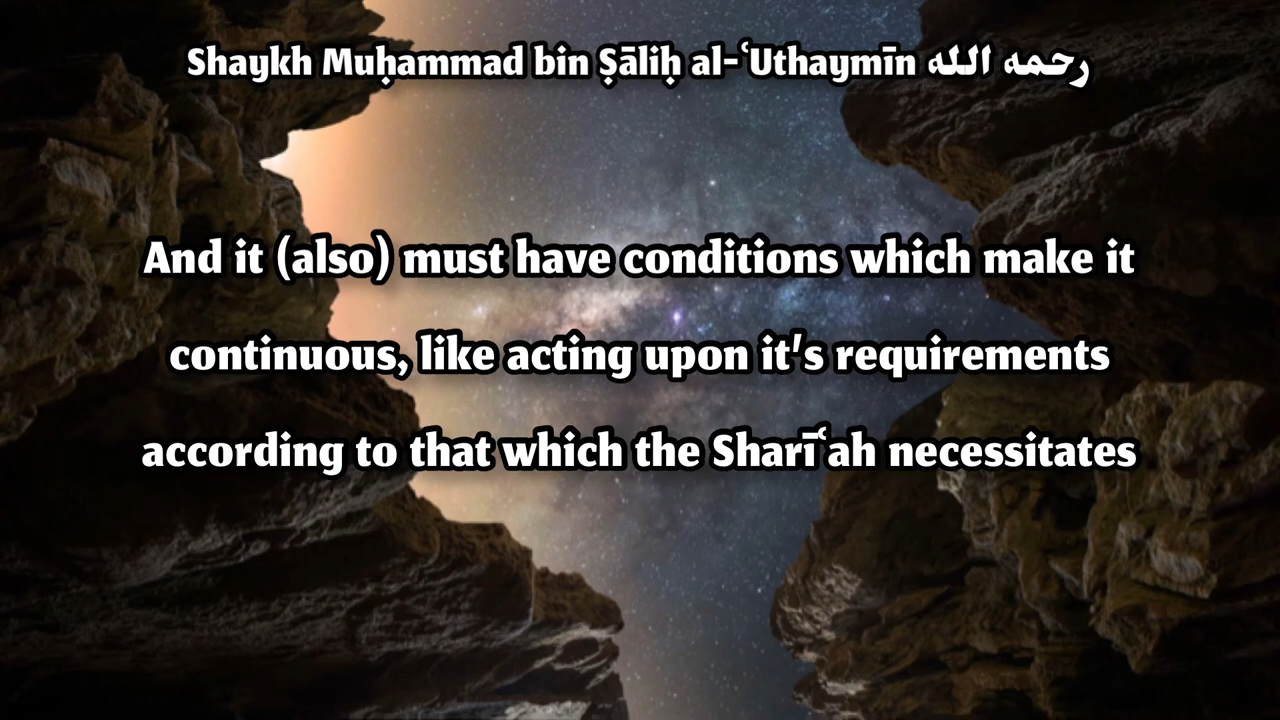 Shaykh Muḥammad bin Ṣāliḥ al-ʿUthaymīn رحمه الله
And it (also) must have conditions which make it
continuous, like acting upon it's requirements
according to that which the Sharīʿah necessitates